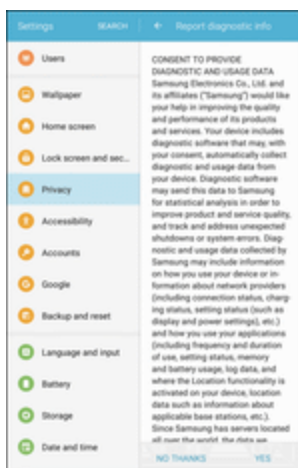 Settings
SEARCH
Report diagnostic info
Users
Wallpaper
Home screen
Lock screen and sec...
Privacy
Accessibility
Accounts
Google
Backup and reset
Language and input
Battery
Storage
Date and time
CONSENT TO PROVIDE
DIAGNOSTIC AND USAGE DATA
Samsung Electronics Co., Ltd. and
its affiliates ("Samsung") would like
your help in improving the quality
and performance of its products
and services. Your device includes
diagnostic software that may, with
your consent, automatically collect
diagnostic and usage data from
your device. Diagnostic software
may send this data to Samsung
for statistical analysis in order to
improve product and service quality,
and track and address unexpected
shutdowns or system errors. Diag-
nostic and usage data collected by
Samsung may include information
on how you use your device or in-
formation about network providers
(including connection status, charg-
ing status, setting status (such as
display and power settings), etc.)
and how you use your applications
(including frequency and duration
of use, setting status, memory
and battery usage, log data, and
where the Location functionality is
activated on your device, location
data such as information about
applicable base stations, etc.).
Since Samsung has servers located
all over the world, the data we
NO THANKS
YES